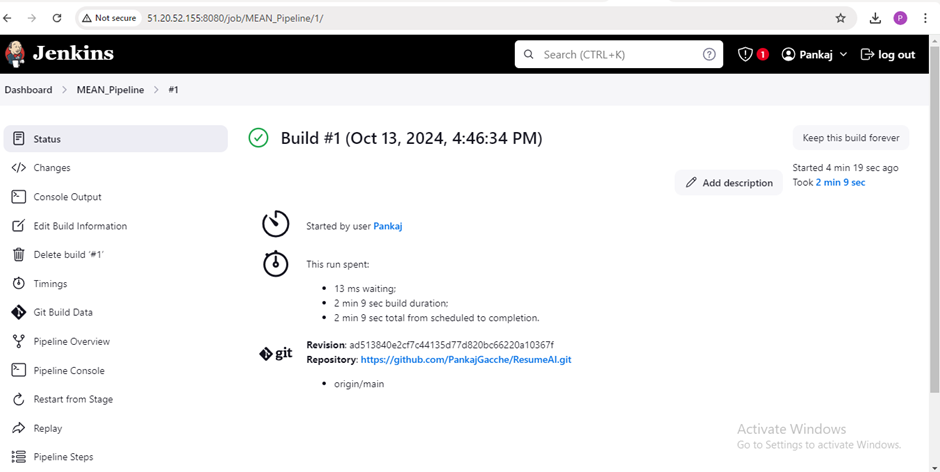 Not secure 51.20.52.155:8080/job/MEAN_Pipeline/1/
P
Jenkins
Search (CTRL+K)
?
1
Pankaj
log out
Dashboard > MEAN_Pipeline > #1
Status
Changes
Console Output
Edit Build Information
Delete build '#1'
Timings
Git Build Data
Pipeline Overview
Pipeline Console
Restart from Stage
Replay
Pipeline Steps
Build #1 (Oct 13, 2024, 4:46:34 PM)
Keep this build forever
Add description
Started 4 min 19 sec ago
Took 2 min 9 sec
Started by user Pankaj
This run spent:
• 13 ms waiting;
• 2 min 9 sec build duration;
• 2 min 9 sec total from scheduled to completion.
git
Revision: ad513840e2cf7c44135d77d820bc66220a10367f
Repository: https://github.com/PankajGacche/ResumeAI.git
• origin/main
Activate Windows
Go to Settings to activate Windows.